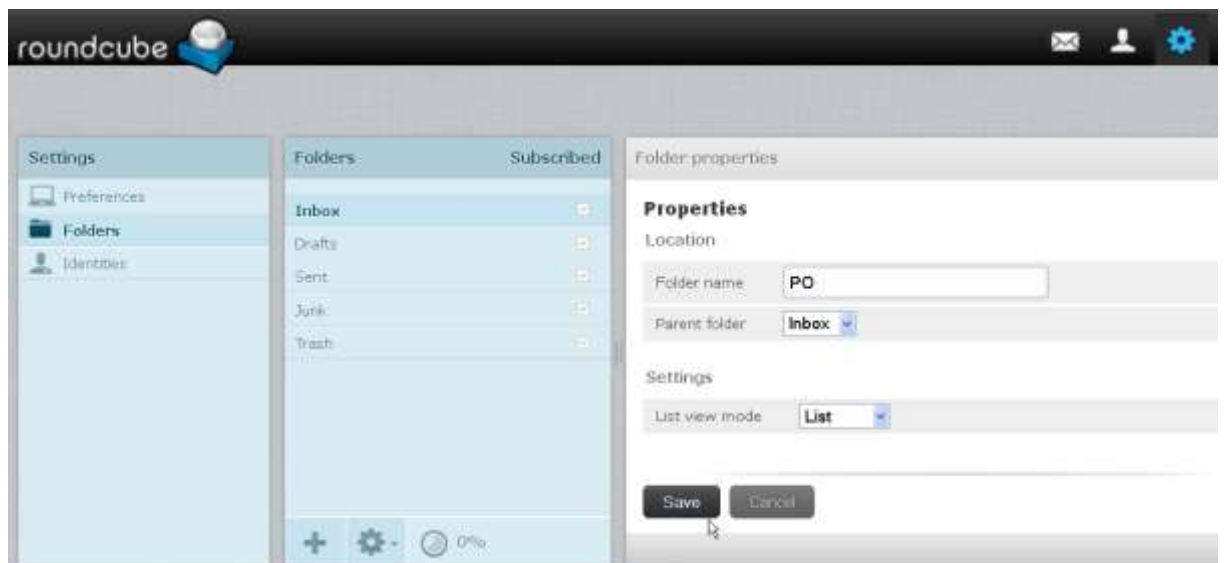 roundcube
Settings
Preferences
Folders
Identities
Folders Subscribed
Inbox
Drafts
Sent
Junk
Trash
0%
Folder properties
Properties
Location
Folder name PO
Parent folder Inbox
Settings
List view mode List
Save Cancel